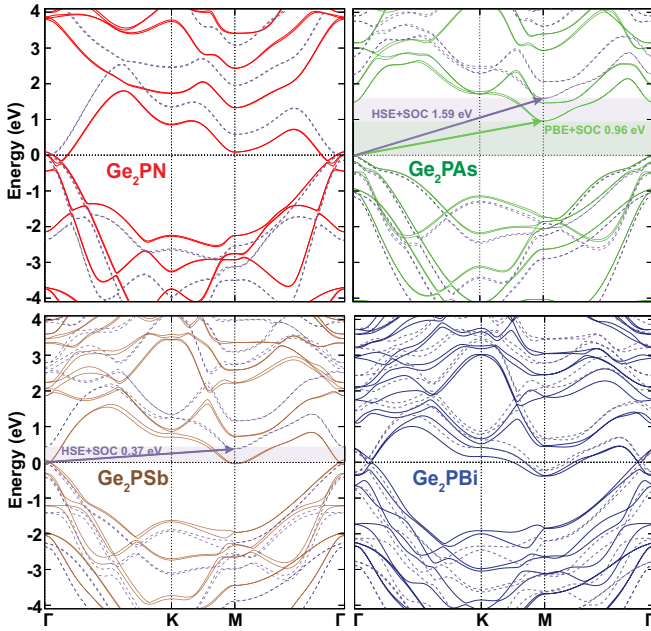 4
3
2
1
0
-1
-2
-3
-4
Energy (eV)
Ge₂PN
HSE+SOC 1.59 eV
PBE+SOC 0.96 eV
Ge₂PAs
4
3
2
1
0
-1
-2
-3
-4
Energy (eV)
HSE+SOC 0.37 eV
Ge₂PSb
Ge₂PBi
Γ K M Γ K M Γ